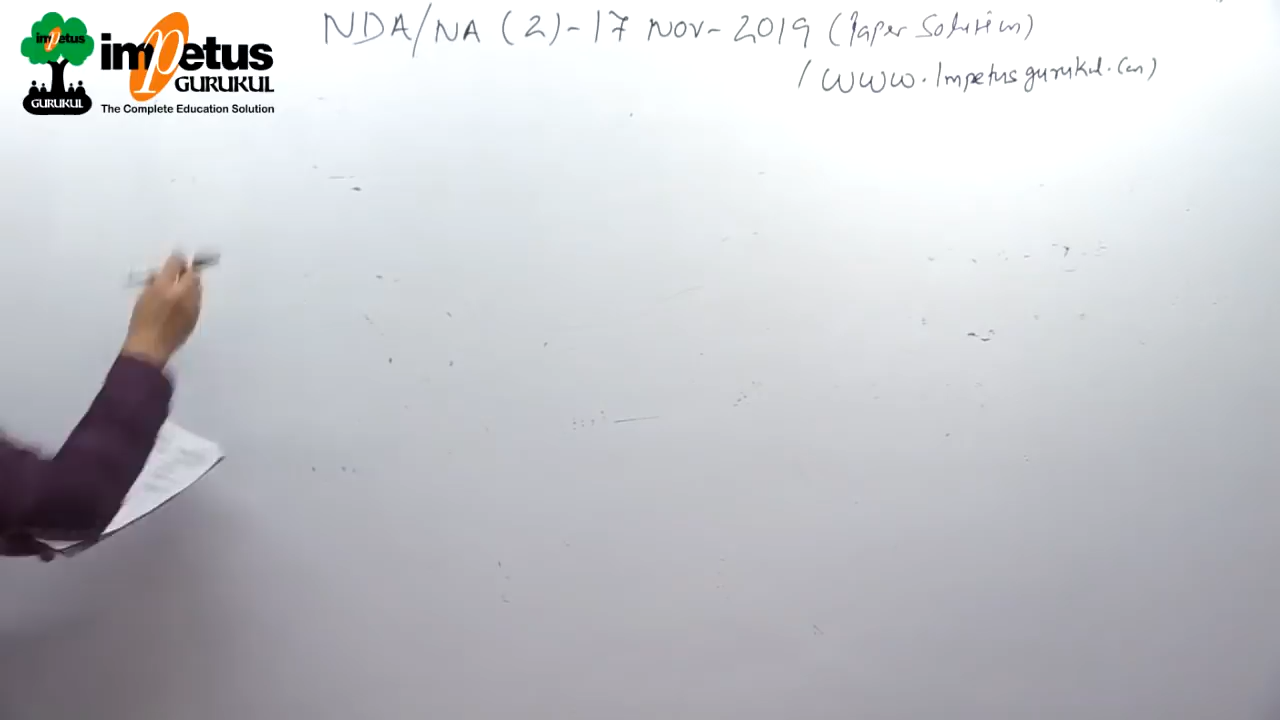 impetus
GURUKUL
impetus
GURUKUL
The Complete Education Solution
NDA/NA (2)-17 Nov-2019 (Paper Solution)
/ www.Impetusgurukul.com)